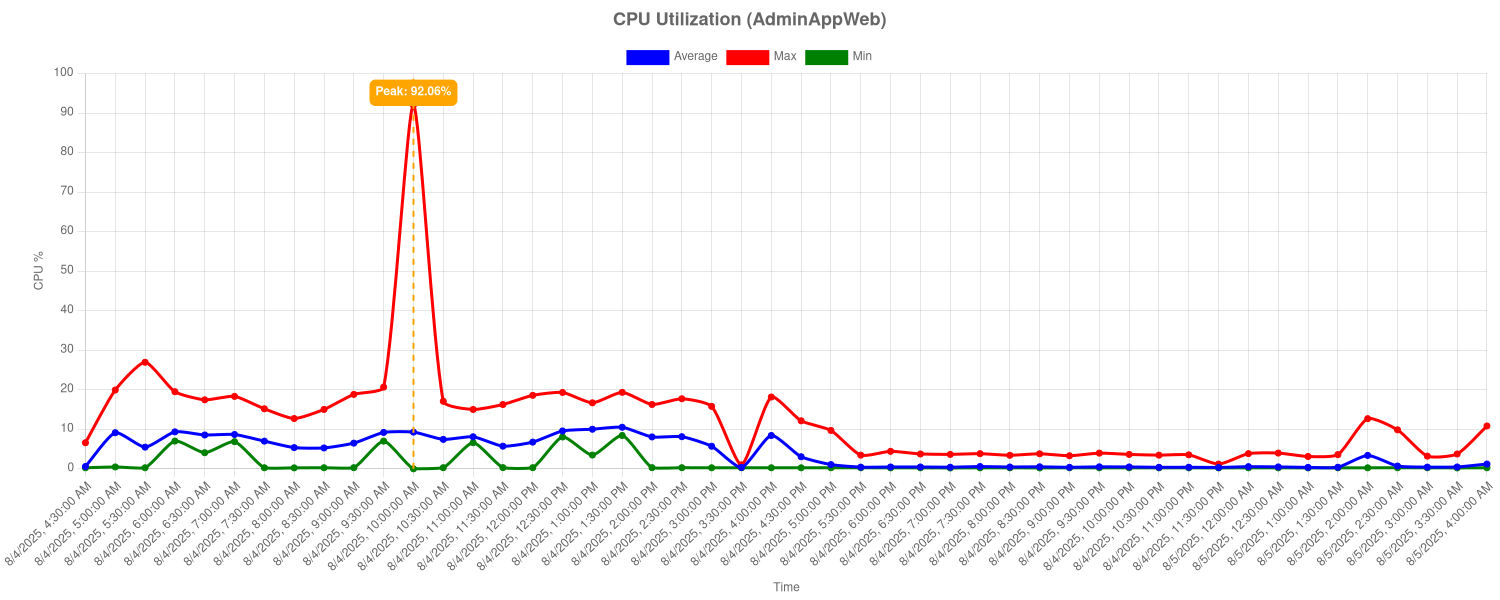 CPU Utilization (AdminAppWeb)
Average Max Min
Peak: 92.06%
100
90
80
70
60
50
40
30
20
10
0
CPU %
8/4/2025, 4:30:00 AM
8/4/2025, 5:00:00 AM
8/4/2025, 5:30:00 AM
8/4/2025, 6:00:00 AM
8/4/2025, 6:30:00 AM
8/4/2025, 7:00:00 AM
8/4/2025, 7:30:00 AM
8/4/2025, 8:00:00 AM
8/4/2025, 8:30:00 AM
8/4/2025, 9:00:00 AM
8/4/2025, 9:30:00 AM
8/4/2025, 10:00:00 AM
8/4/2025, 10:30:00 AM
8/4/2025, 11:00:00 AM
8/4/2025, 11:30:00 AM
8/4/2025, 12:00:00 PM
8/4/2025, 12:30:00 PM
8/4/2025, 1:00:00 PM
8/4/2025, 1:30:00 PM
8/4/2025, 2:00:00 PM
8/4/2025, 2:30:00 PM
8/4/2025, 3:00:00 PM
8/4/2025, 3:30:00 PM
8/4/2025, 4:00:00 PM
8/4/2025, 4:30:00 PM
8/4/2025, 5:00:00 PM
8/4/2025, 5:30:00 PM
8/4/2025, 6:00:00 PM
8/4/2025, 6:30:00 PM
8/4/2025, 7:00:00 PM
8/4/2025, 7:30:00 PM
8/4/2025, 8:00:00 PM
8/4/2025, 8:30:00 PM
8/4/2025, 9:00:00 PM
8/4/2025, 9:30:00 PM
8/4/2025, 10:00:00 PM
8/4/2025, 10:30:00 PM
8/4/2025, 11:00:00 PM
8/4/2025, 11:30:00 PM
8/5/2025, 12:00:00 AM
8/5/2025, 12:30:00 AM
8/5/2025, 1:00:00 AM
8/5/2025, 1:30:00 AM
8/5/2025, 2:00:00 AM
8/5/2025, 2:30:00 AM
8/5/2025, 3:00:00 AM
8/5/2025, 3:30:00 AM
8/5/2025, 4:00:00 AM
Time